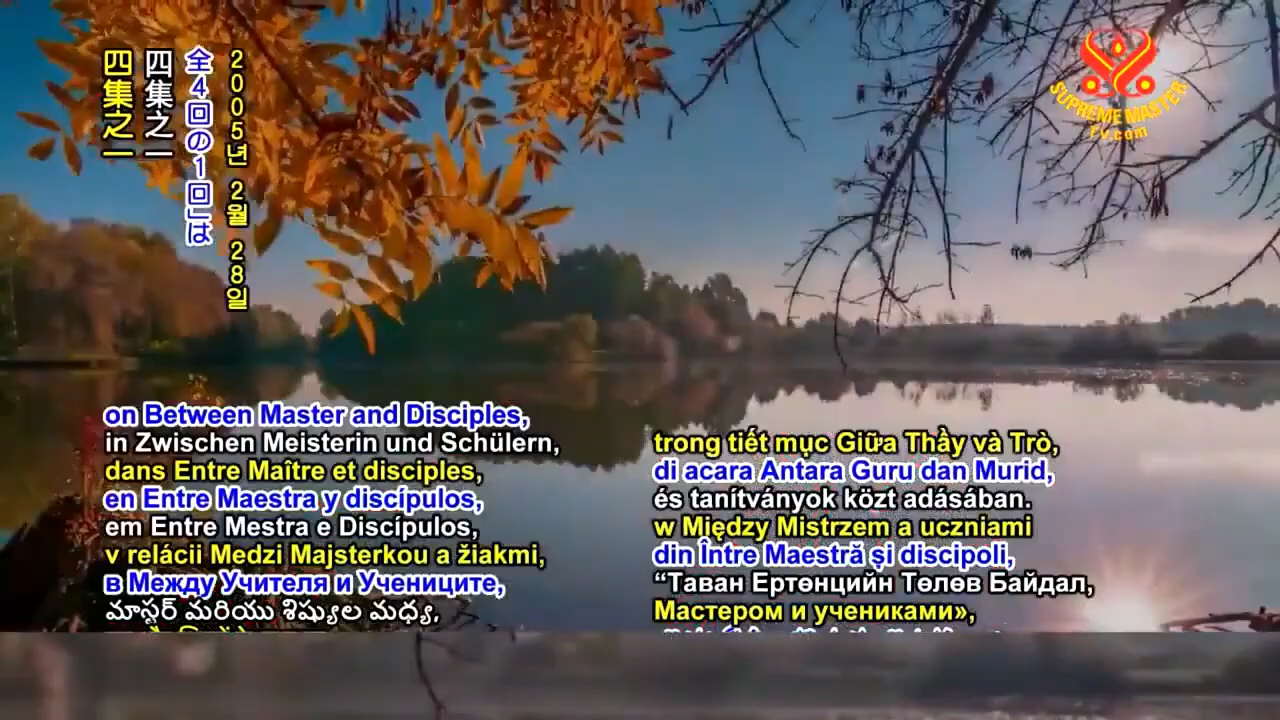 四集之一
四集之一
全4回の1回」は
2005년 2월 28일
SUPREME MASTER
TV.com
on Between Master and Disciples,
in Zwischen Meisterin und Schülern,
dans Entre Maître et disciples,
en Entre Maestra y discípulos,
em Entre Mestra e Discípulos,
v relácii Medzi Majsterkou a žiakmi,
в Между Учителя и Учениците,
మాస్టర్ మరియు శిష్యుల మధ్య,
trong tiết mục Giữa Thầy và Trò,
di acara Antara Guru dan Murid,
és tanítványok közt adásában.
w Między Mistrzem a uczniami
din Între Maestră și discipoli,
“Таван Ертөнцийн Төлөв Байдал,
Мастером и учениками»,